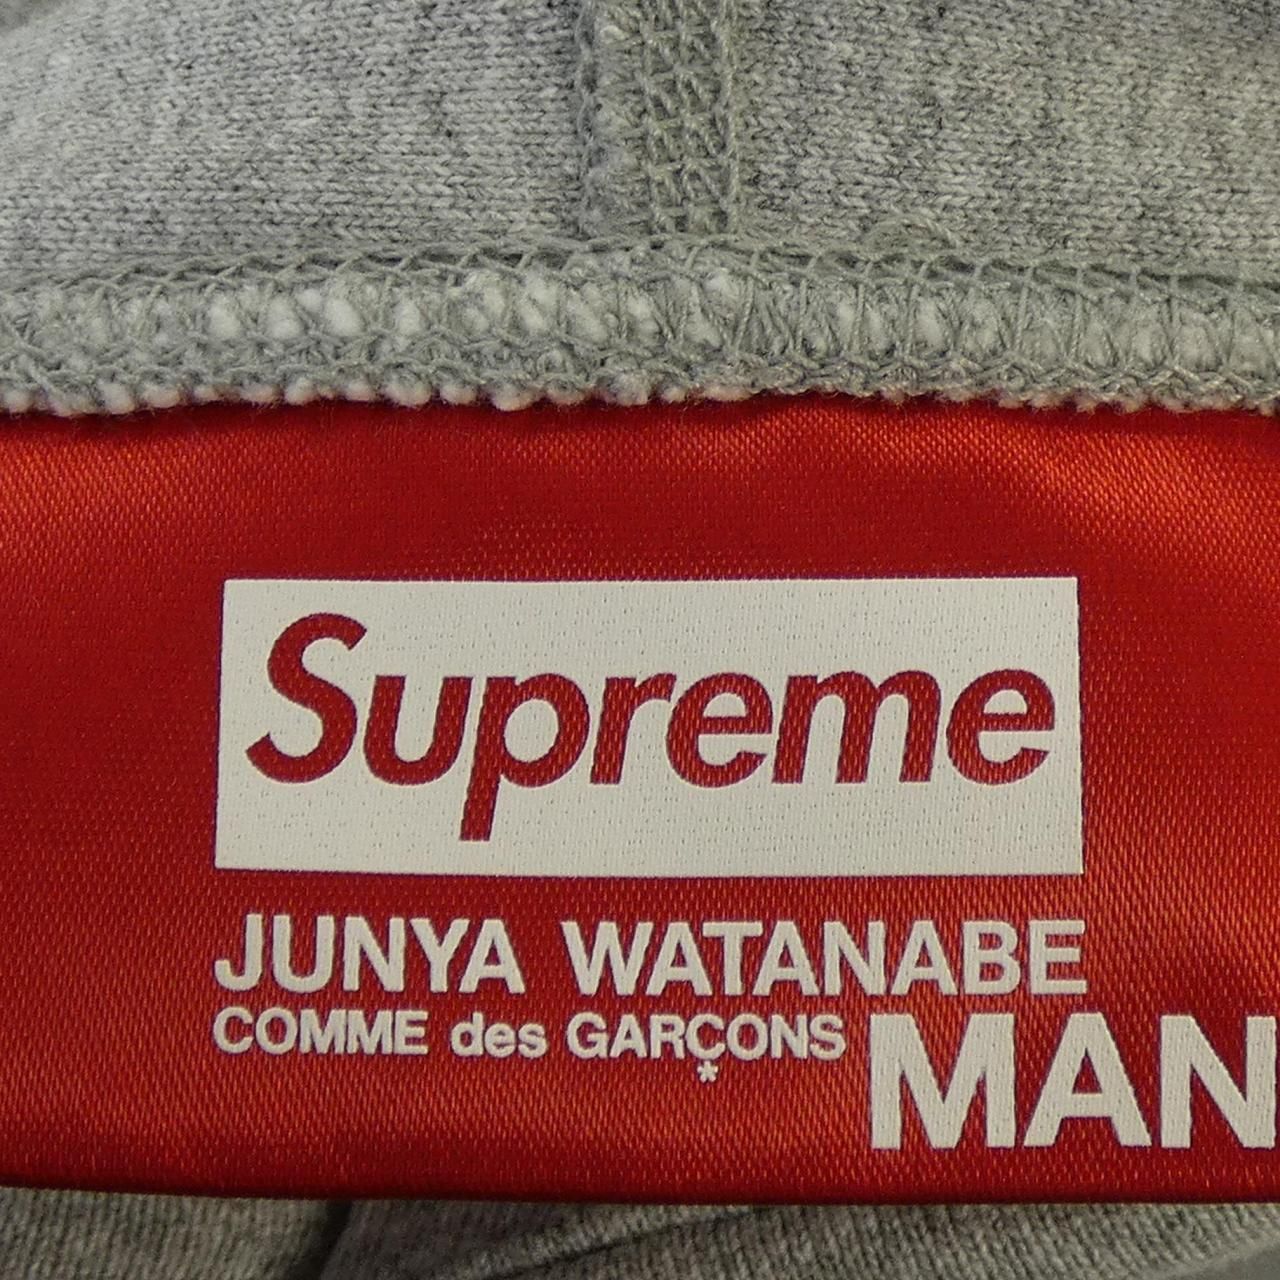 Supreme
JUNYA WATANABE
COMME des GARÇONS
*
MAN